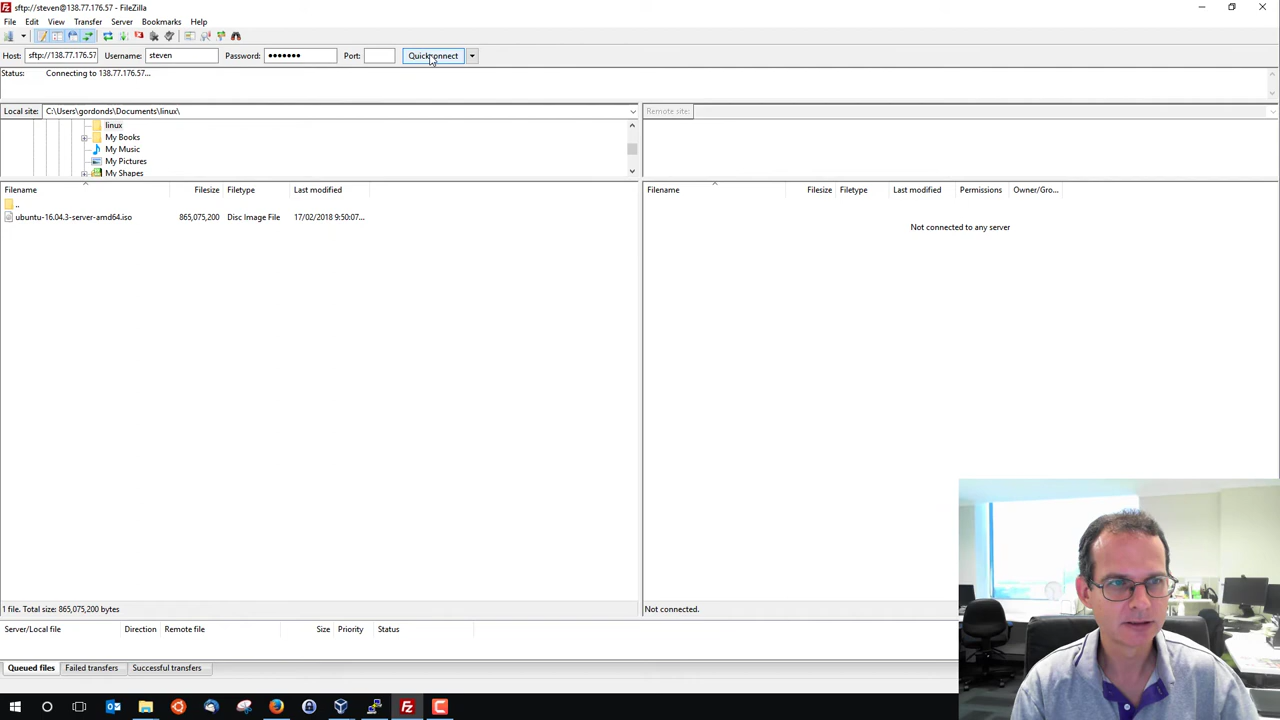 sftp://steven@138.77.176.57 - FileZilla
File Edit View Transfer Server Bookmarks Help
Host: sftp://138.77.176.57 Username: steven Password: ●●●●●●● Port: Quickconnect
Status: Connecting to 138.77.176.57...
Local site: C:\Users\gordonds\Documents\linux\ Remote site:
linux
My Books
My Music
My Pictures
My Shapes
Filename Filesize Filetype Last modified Filename Filesize Filetype Last modified Permissions Owner/Gro...
..
ubuntu-16.04.3-server-amd64.iso 865,075,200 Disc Image File 17/02/2018 9:50:07...
Not connected to any server
1 file. Total size: 865,075,200 bytes Not connected.
Server/Local file Direction Remote file Size Priority Status
Queued files Failed transfers Successful transfers